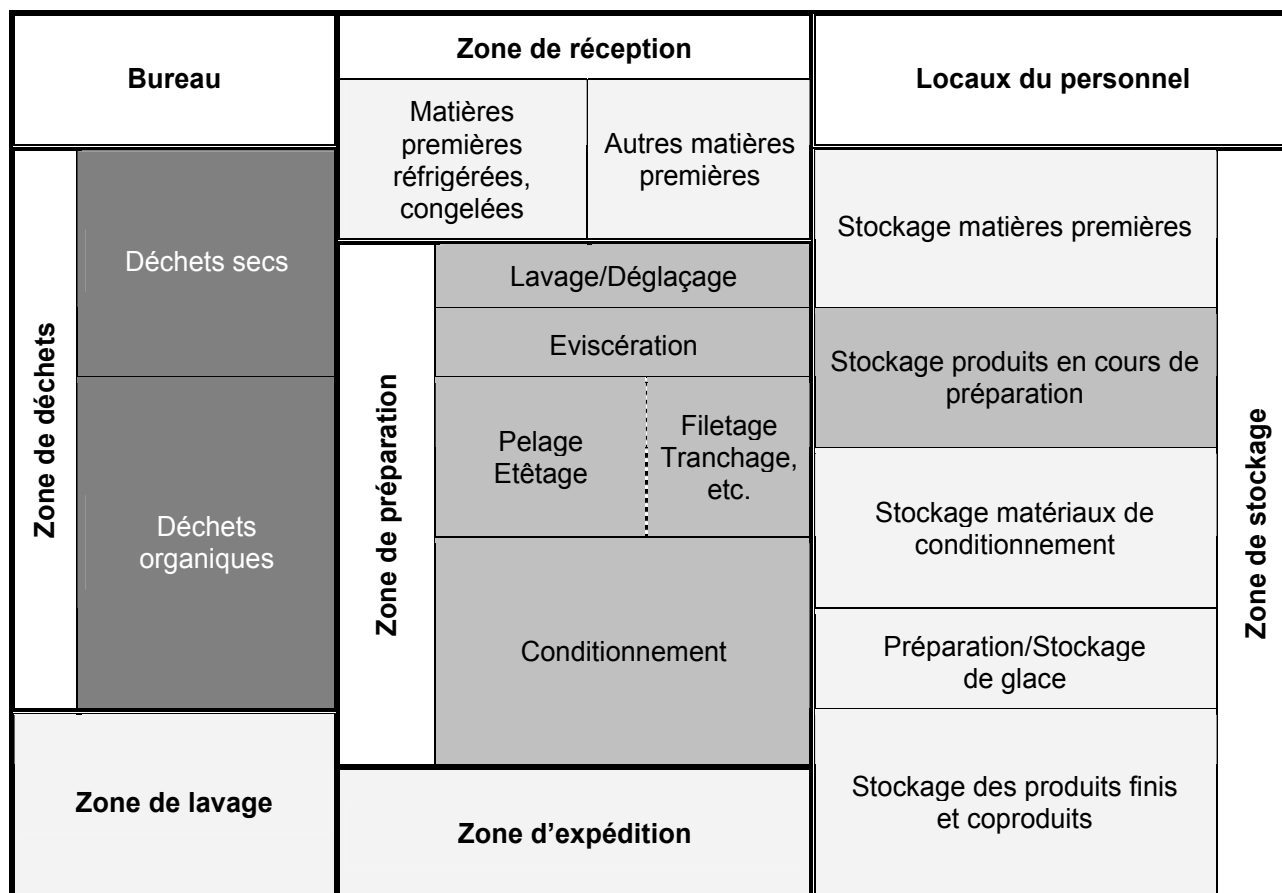 Bureau
Zone de réception
Matières
premières
réfrigérées,
congelées
Autres matières
premières
Locaux du personnel
Zone de déchets
Déchets secs
Déchets
organiques
Zone de lavage
Zone de préparation
Lavage/Déglaçage
Eviscération
Pelage
Etêtage
Filetage
Tranchage,
etc.
Conditionnement
Zone d’expédition
Stockage matières premières
Stockage produits en cours de
préparation
Stockage matériaux de
conditionnement
Préparation/Stockage
de glace
Stockage des produits finis
et coproduits
Zone de stockage